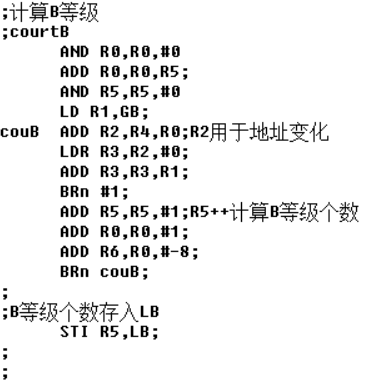 ;计算B等级
;courtB
AND R0,R0,#0
ADD R0,R0,R5;
AND R5,R5,#0
LD R1,GB;
couB ADD R2,R4,R0;R2用于地址变化
LDR R3,R2,#0;
ADD R3,R3,R1;
BRn #1;
ADD R5,R5,#1;R5++计算B等级个数
ADD R0,R0,#1;
ADD R6,R0,#-8;
BRn couB;
;
;B等级个数存入LB
STI R5,LB;
;
;